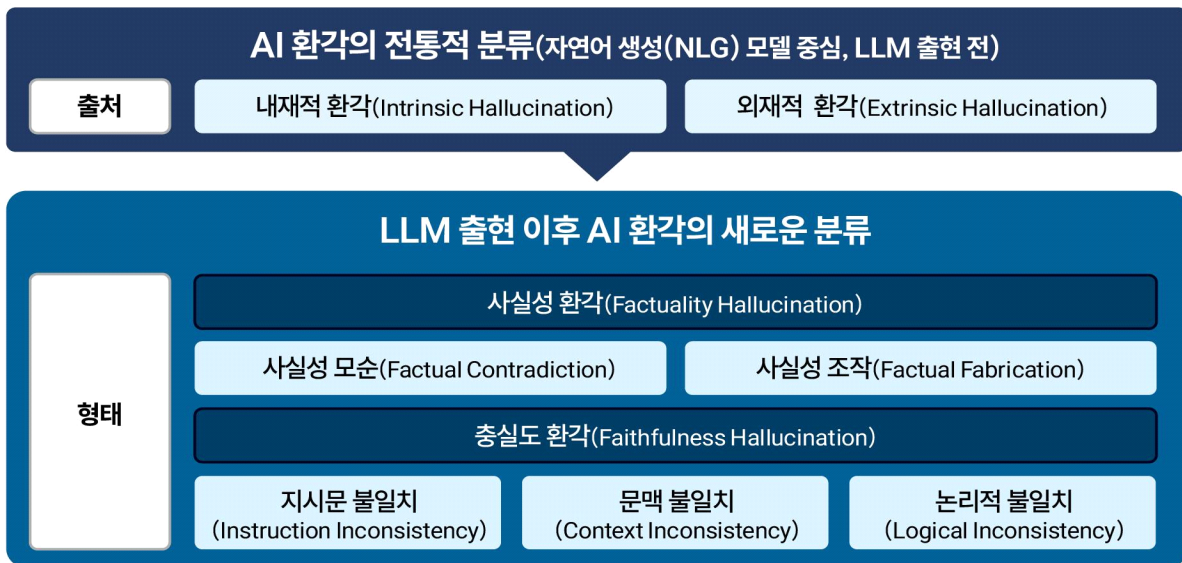 AI 환각의 전통적 분류(자연어 생성(NLG) 모델 중심, LLM 출현 전)
출처
내재적 환각(Intrinsic Hallucination)
외재적 환각(Extrinsic Hallucination)
LLM 출현 이후 AI 환각의 새로운 분류
형태
사실성 환각(Factuality Hallucination)
사실성 모순(Factual Contradiction)
사실성 조작(Factual Fabrication)
충실도 환각(Faithfulness Hallucination)
지시문 불일치
(Instruction Inconsistency)
문맥 불일치
(Context Inconsistency)
논리적 불일치
(Logical Inconsistency)